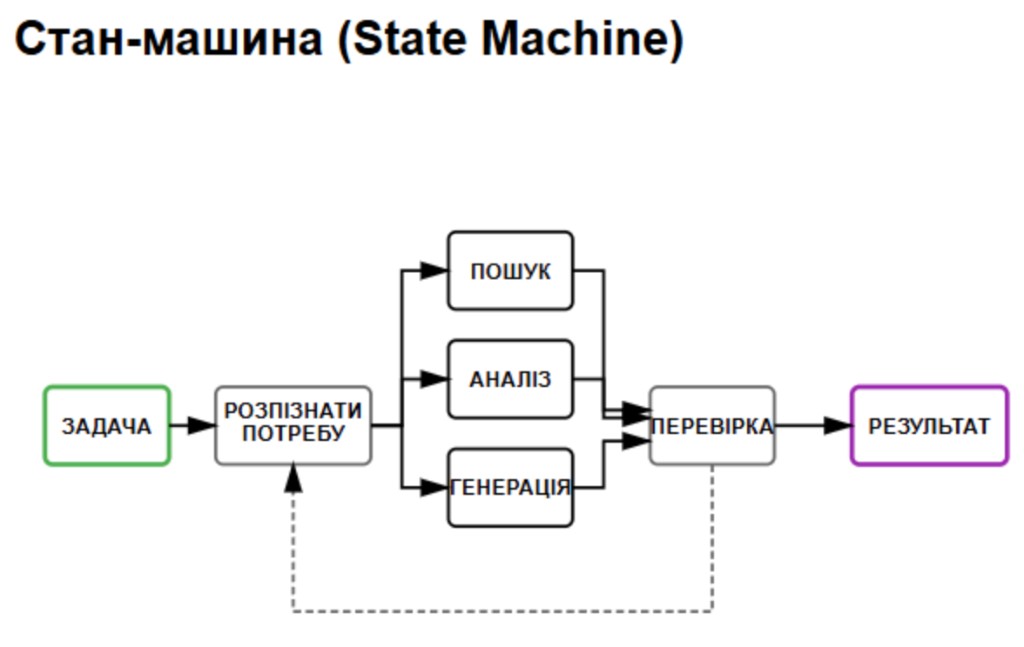 Стан-машина (State Machine)
ЗАДАЧА
РОЗПІЗНАТИ
ПОТРЕБУ
ПОШУК
АНАЛІЗ
ГЕНЕРАЦІЯ
ПЕРЕВІРКА
РЕЗУЛЬТАТ